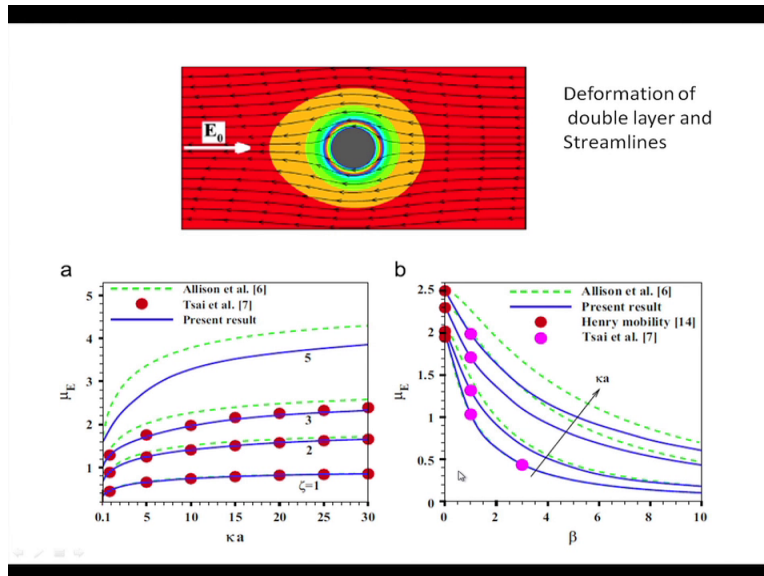 Deformation of
double layer and
Streamlines
E₀
a
Allison et al. [6]
Tsai et al. [7]
Present result
μE
5
4
3
2
1
5
3
2
ζ=1
0.1 5 10 15 20 25 30
κa
b
Allison et al. [6]
Present result
Henry mobility [14]
Tsai et al. [7]
μE
2.5
2
1.5
1
0.5
0
κa
0 2 4 6 8 10
β